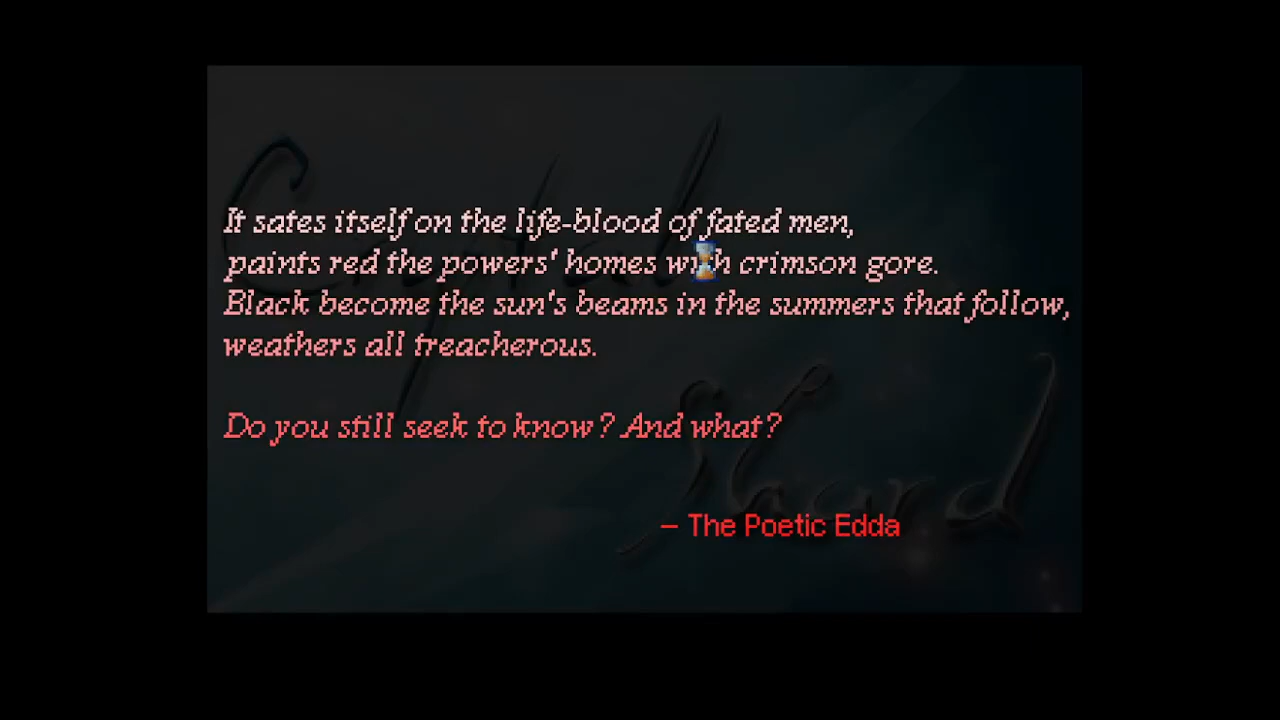 It sates itself on the life-blood of fated men,
paints red the powers' homes with crimson gore.
Black become the sun's beams in the summers that follow,
weathers all treacherous.
Do you still seek to know? And what?
– The Poetic Edda
Crystal
Shard